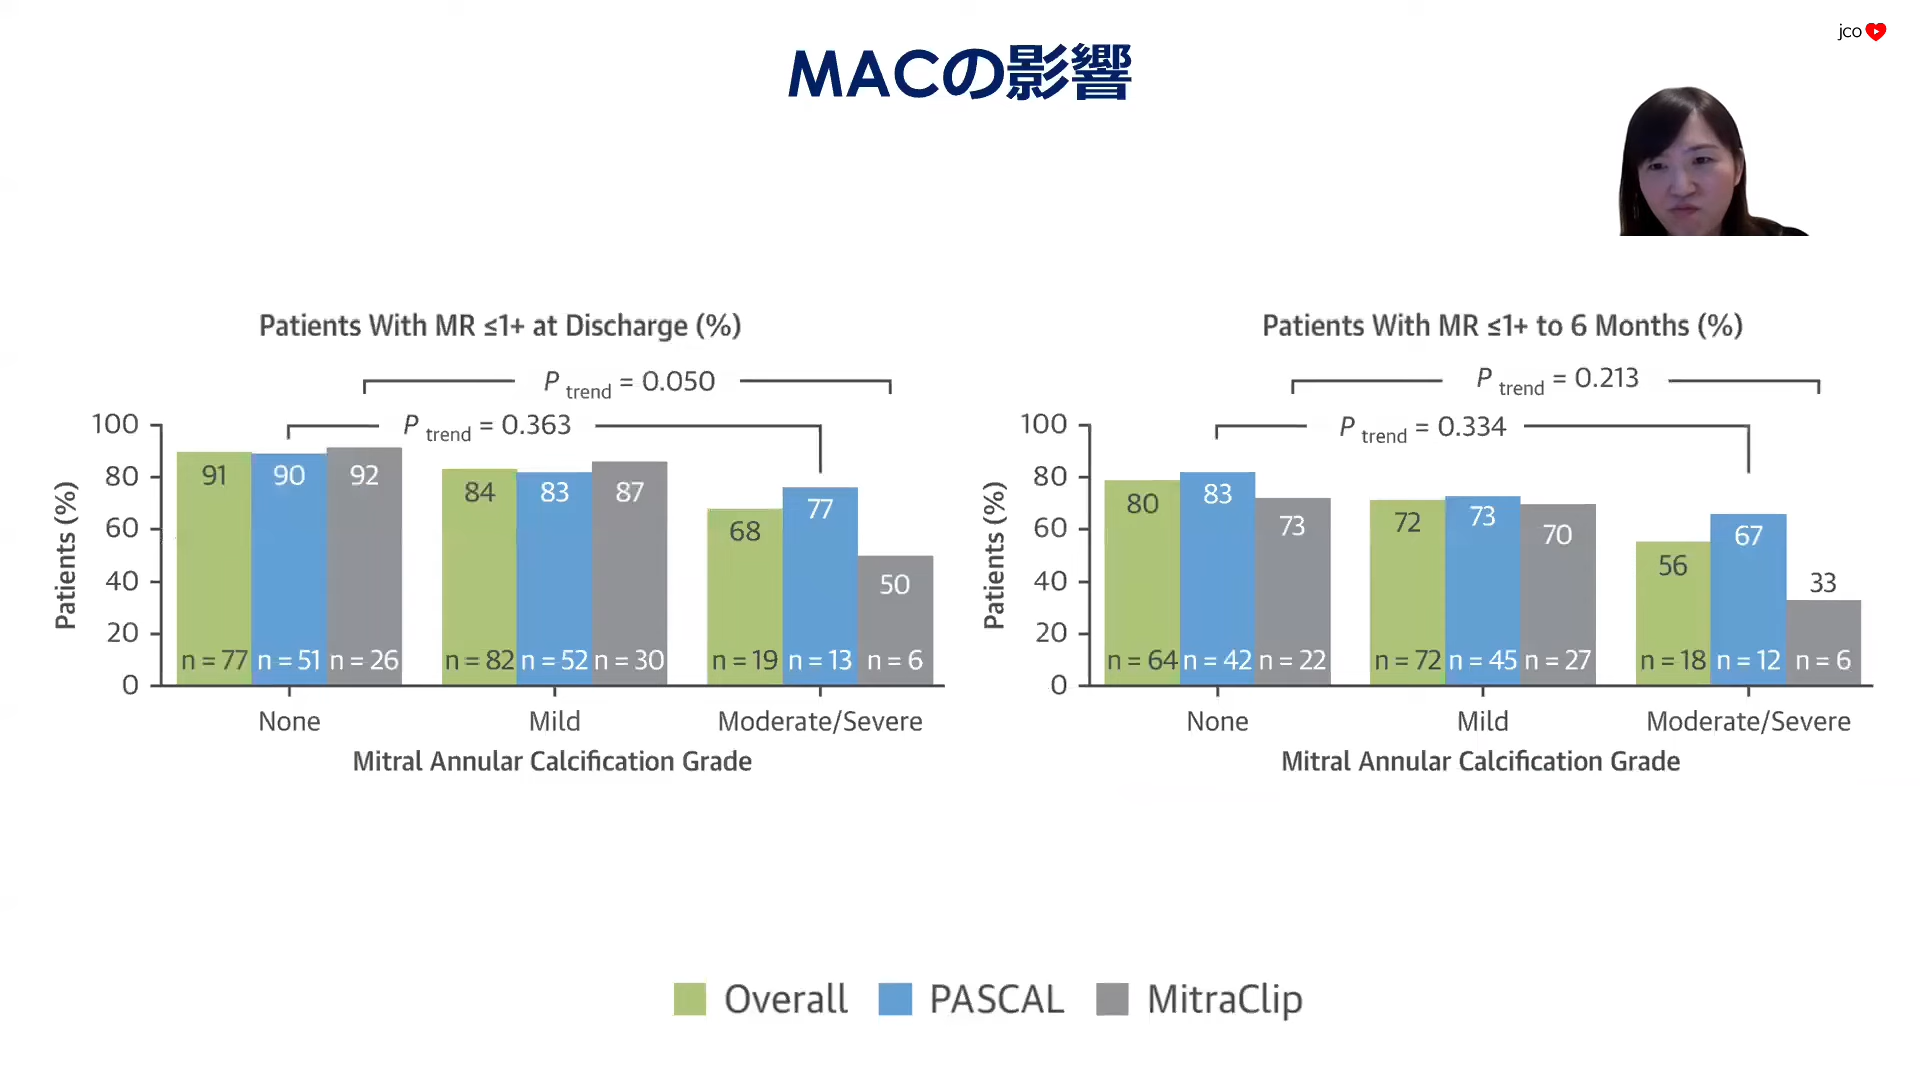 jco
MACの影響
Patients With MR ≤1+ at Discharge (%)
P trend = 0.050
P trend = 0.363
100
80
60
40
20
0
Patients (%)
91
90
92
84
83
87
68
77
50
n = 77
n = 51
n = 26
n = 82
n = 52
n = 30
n = 19
n = 13
n = 6
None
Mild
Moderate/Severe
Mitral Annular Calcification Grade
Patients With MR ≤1+ to 6 Months (%)
P trend = 0.213
P trend = 0.334
100
80
60
40
20
0
Patients (%)
80
83
73
72
73
70
56
67
33
n = 64
n = 42
n = 22
n = 72
n = 45
n = 27
n = 18
n = 12
n = 6
None
Mild
Moderate/Severe
Mitral Annular Calcification Grade
Overall
PASCAL
MitraClip